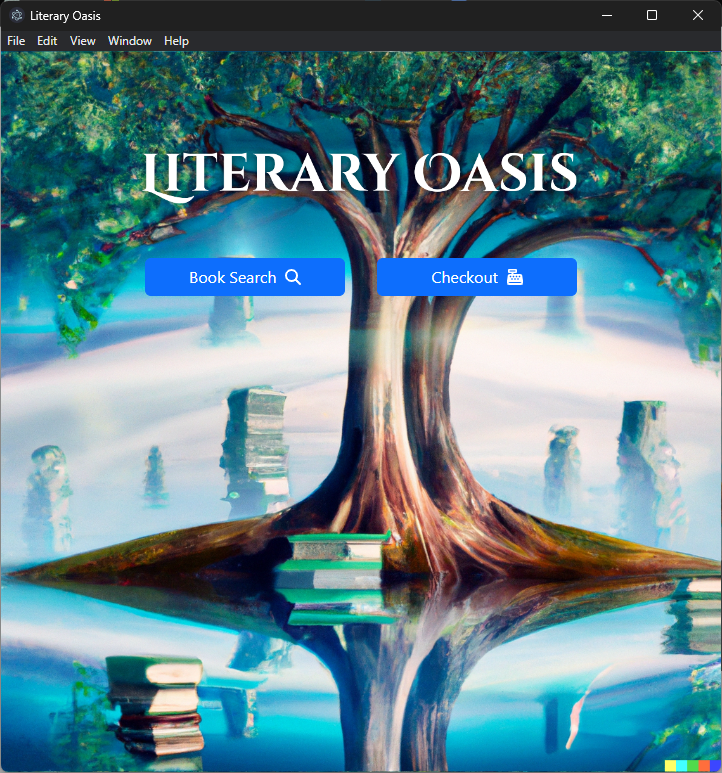 Literary Oasis
File Edit View Window Help
Literary Oasis
Book Search
Checkout